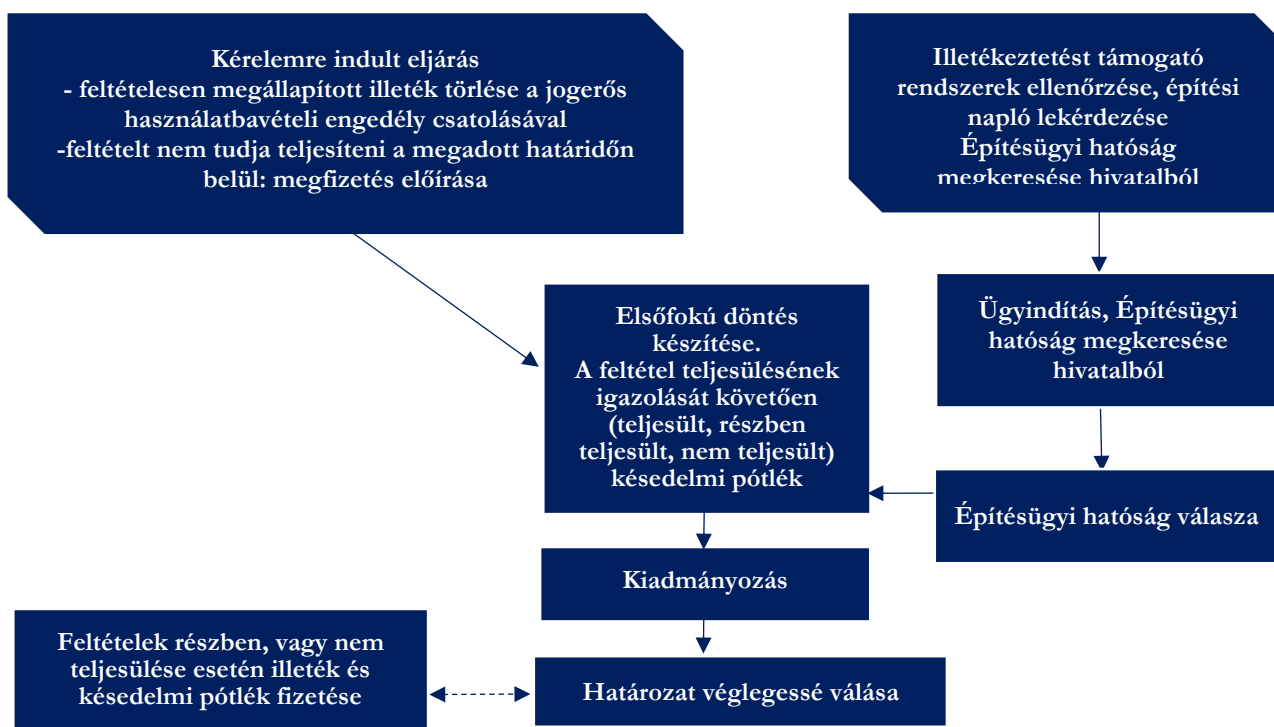 Kérelemre indult eljárás
- feltételesen megállapított illeték törlése a jogerős
használatbavételi engedély csatolásával
-feltételt nem tudja teljesíteni a megadott határidőn
belül: megfizetés előírása
Illetékeztetést támogató
rendszerek ellenőrzése, építési
napló lekérdezése
Építésügyi hatóság
megkeresése hivatalból
Ügyindítás, Építésügyi
hatóság megkeresése
hivatalból
Építésügyi hatóság válasza
Elsőfokú döntés
készítése.
A feltétel teljesülésének
igazolását követően
(teljesült, részben
teljesült, nem teljesült)
késedelmi pótlék
Kiadmányozás
Határozat véglegessé válása
Feltételek részben, vagy nem
teljesülése esetén illeték és
késedelmi pótlék fizetése